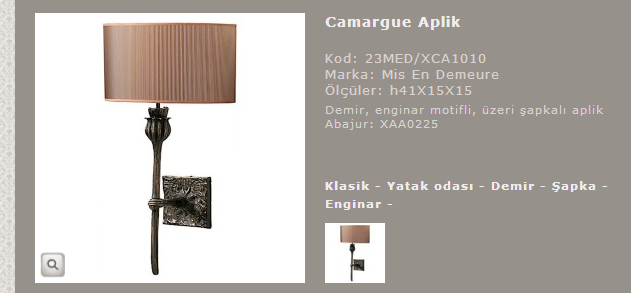 Camargue Aplik
Kod: 23MED/XCA1010
Marka: Mis En Demeure
Ölçüler: h41X15X15
Demir, enginar motifli, üzeri şapkalı aplik
Abajur: XAA0225
Klasik - Yatak odası - Demir - Şapka -
Enginar -